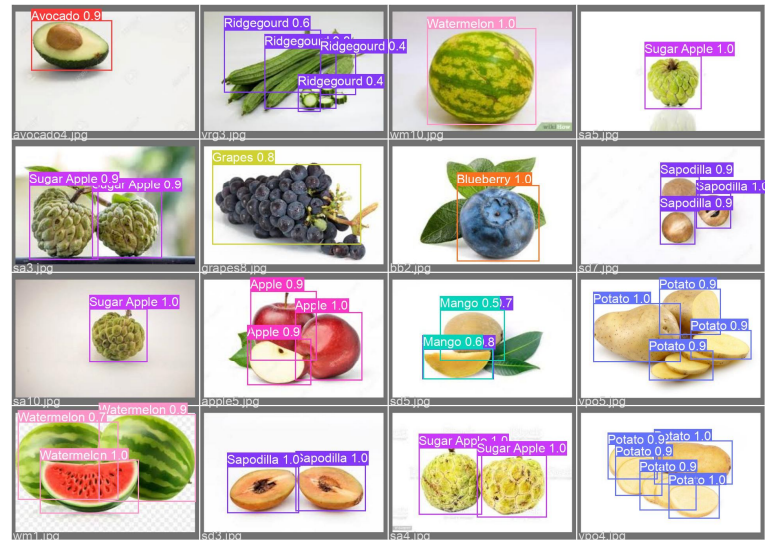 Avocado 0.9
avocado4.jpg
Ridgegourd 0.6
Ridgegourd
Ridgegourd 0.4
Ridgegourd 0.4
vrg3.jpg
Watermelon 1.0
wm10.jpg
Sugar Apple 1.0
sa5.jpg
Sugar Apple 0.9
Sugar Apple 0.9
sa3.jpg
Grapes 0.8
grapes8.jpg
Blueberry 1.0
bb2.jpg
Sapodilla 0.9
Sapodilla 1.0
Sapodilla 0.9
sd7.jpg
Sugar Apple 1.0
sa10.jpg
Apple 0.9
Apple 1.0
Apple 0.9
apple5.jpg
Mango 0.5
Mango 0.6
sd5.jpg
Potato 0.9
Potato 1.0
Potato 0.9
Potato 0.9
vpo5.jpg
Watermelon 0.9
Watermelon 0.7
Watermelon 1.0
wm1.jpg
Sapodilla 1.0
Sapodilla 1.0
sd3.jpg
Sugar Apple 1.0
Sugar Apple 1.0
sa4.jpg
Potato 0.9
Potato 1.0
Potato 0.9
Potato 0.9
Potato 1.0
vpo4.jpg